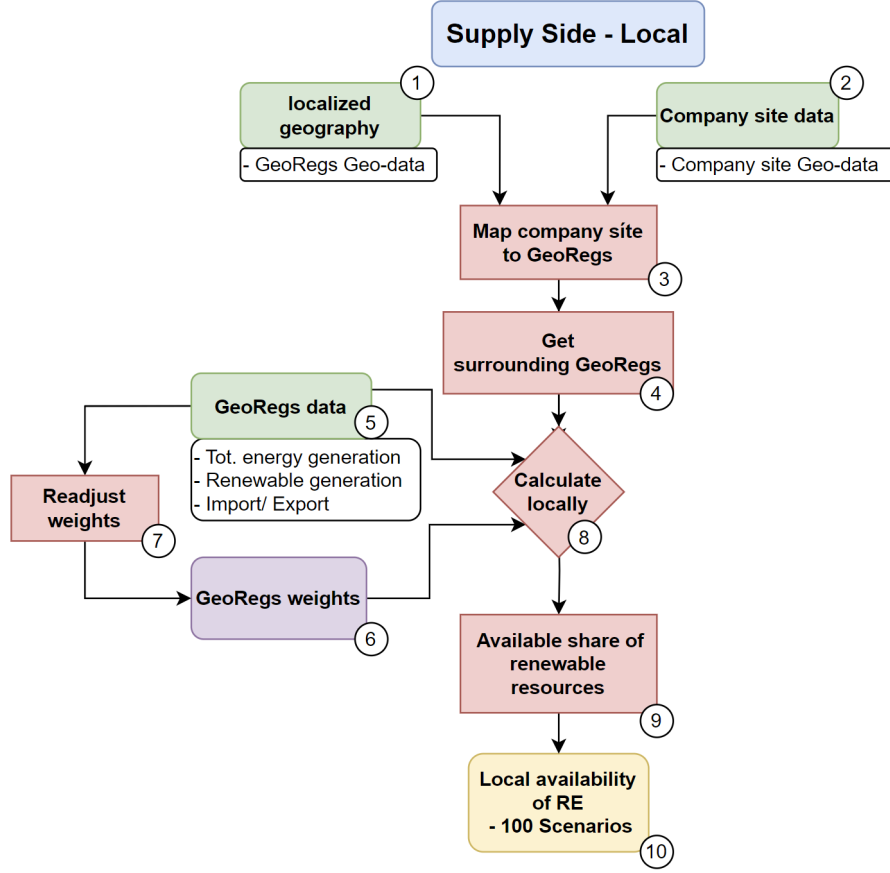 Supply Side - Local
1
localized
geography
- GeoRegs Geo-data
2
Company site data
- Company site Geo-data
Map company síte
to GeoRegs
3
Get
surrounding GeoRegs
4
GeoRegs data
5
- Tot. energy generation
- Renewable generation
- Import/ Export
Calculate
locally
8
Readjust
weights
7
GeoRegs weights
6
Available share of
renewable
resources
9
Local availability
of RE
- 100 Scenarios
10